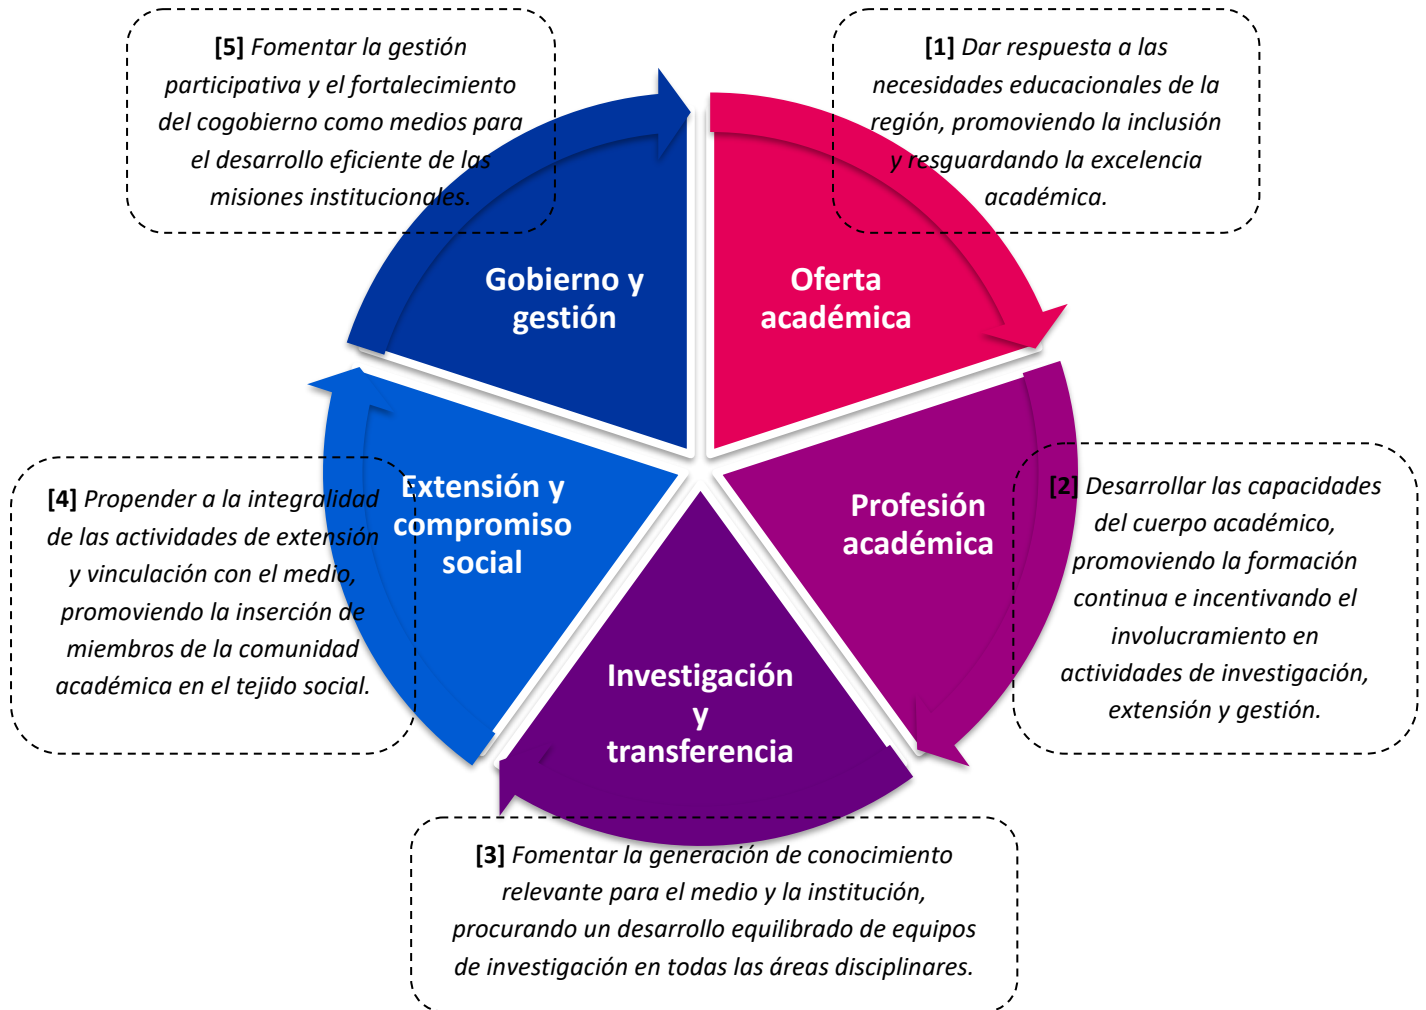 [5] Fomentar la gestión
participativa y el fortalecimiento
del cogobierno como medios para
el desarrollo eficiente de las
misiones institucionales.
[1] Dar respuesta a las
necesidades educacionales de la
región, promoviendo la inclusión
y resguardando la excelencia
académica.
Gobierno y
gestión
Oferta
académica
[4] Propender a la integralidad
de las actividades de extensión
y vinculación con el medio,
promoviendo la inserción de
miembros de la comunidad
académica en el tejido social.
Extensión y
compromiso
social
Profesión
académica
[2] Desarrollar las capacidades
del cuerpo académico,
promoviendo la formación
continua e incentivando el
involucramiento en
actividades de investigación,
extensión y gestión.
Investigación
y
transferencia
[3] Fomentar la generación de conocimiento
relevante para el medio y la institución,
procurando un desarrollo equilibrado de equipos
de investigación en todas las áreas disciplinares.